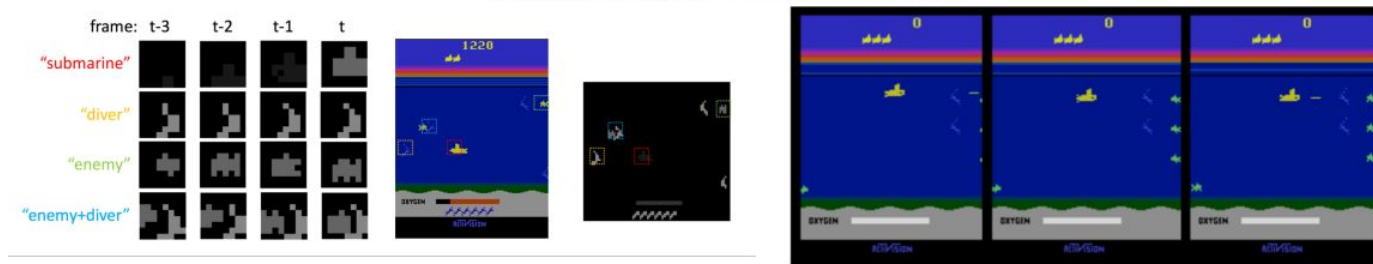 frame: t-3 t-2 t-1 t
"submarine"
"diver"
"enemy"
"enemy+diver"
1220
OXYGEN
ACTIVISION
0
OXYGEN
ACTIVISION
0
OXYGEN
ACTIVISION
0
OXYGEN
ACTIVISION